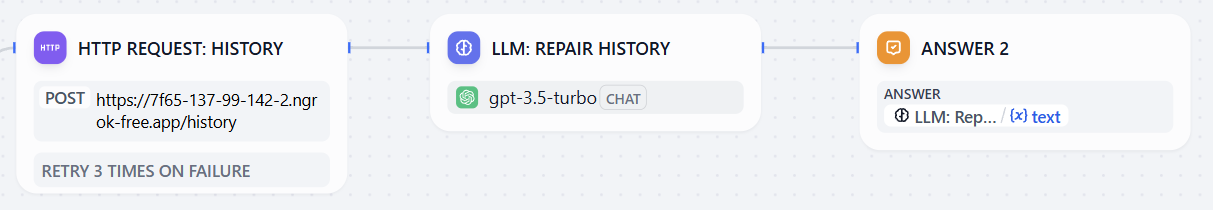 HTTP HTTP REQUEST: HISTORY
POST https://7f65-137-99-142-2.ngr
ok-free.app/history
RETRY 3 TIMES ON FAILURE
LLM: REPAIR HISTORY
gpt-3.5-turbo CHAT
ANSWER 2
ANSWER
LLM: Rep... / {x} text